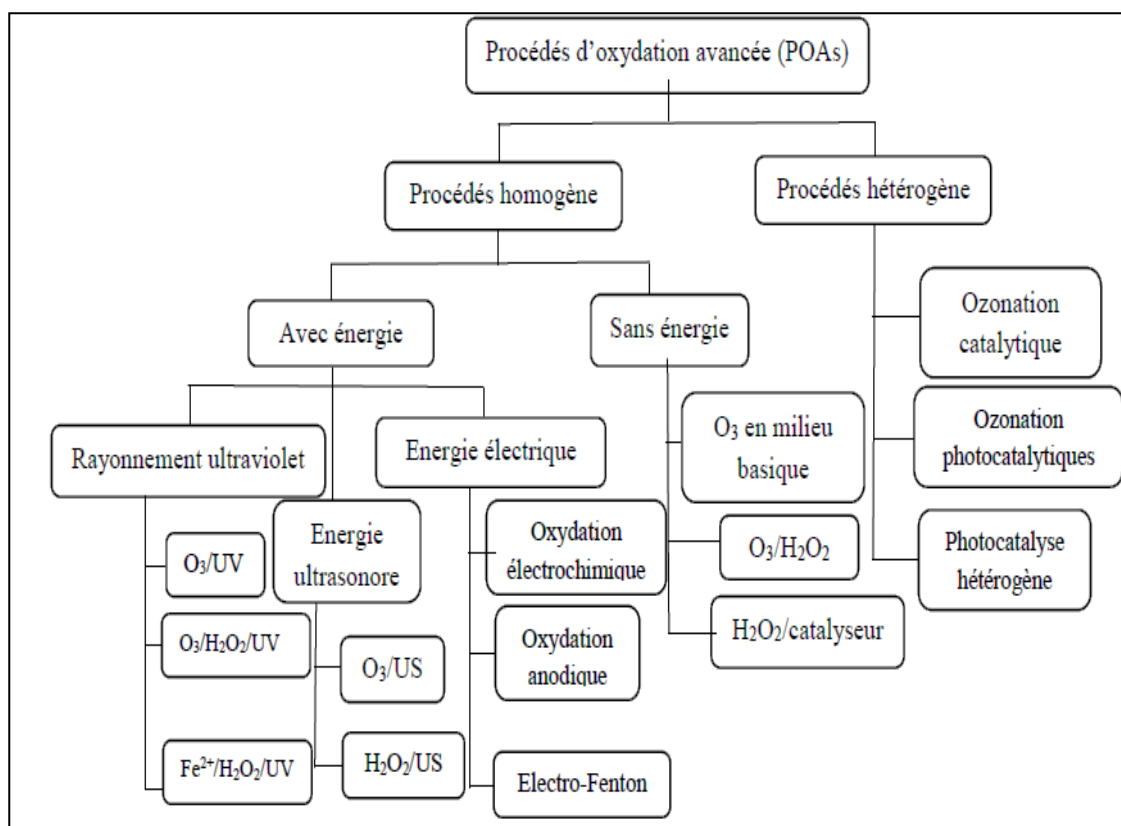 Procédés d'oxydation avancée (POAs)
Procédés homogène
Procédés hétérogène
Avec énergie
Sans énergie
Ozonation
catalytique
Rayonnement ultraviolet
Energie électrique
O₃ en milieu
basique
Ozonation
photocatalytiques
Energie
ultrasonore
O₃/UV
Oxydation
électrochimique
O₃/H₂O₂
Photocatalyse
hétérogène
O₃/H₂O₂/UV
O₃/US
Oxydation
anodique
H₂O₂/catalyseur
Fe²⁺/H₂O₂/UV
H₂O₂/US
Electro-Fenton